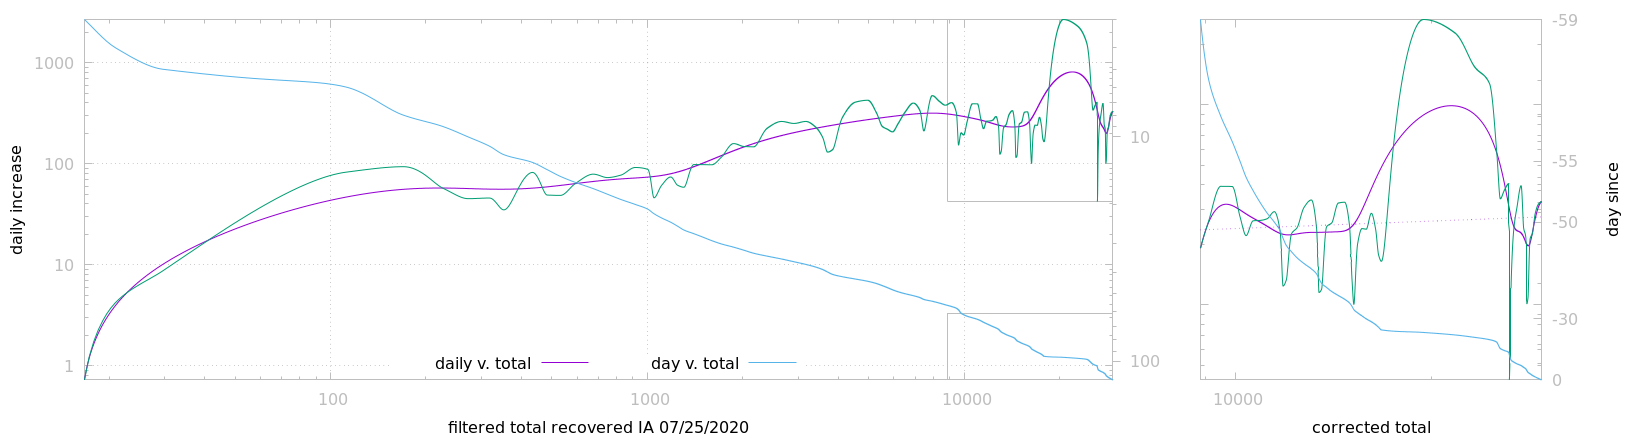 daily increase
1000
100
10
1
100
1000
10000
10
100
daily v. total
day v. total
filtered total recovered IA 07/25/2020
10000
-59
-55
-50
-30
0
day since
corrected total